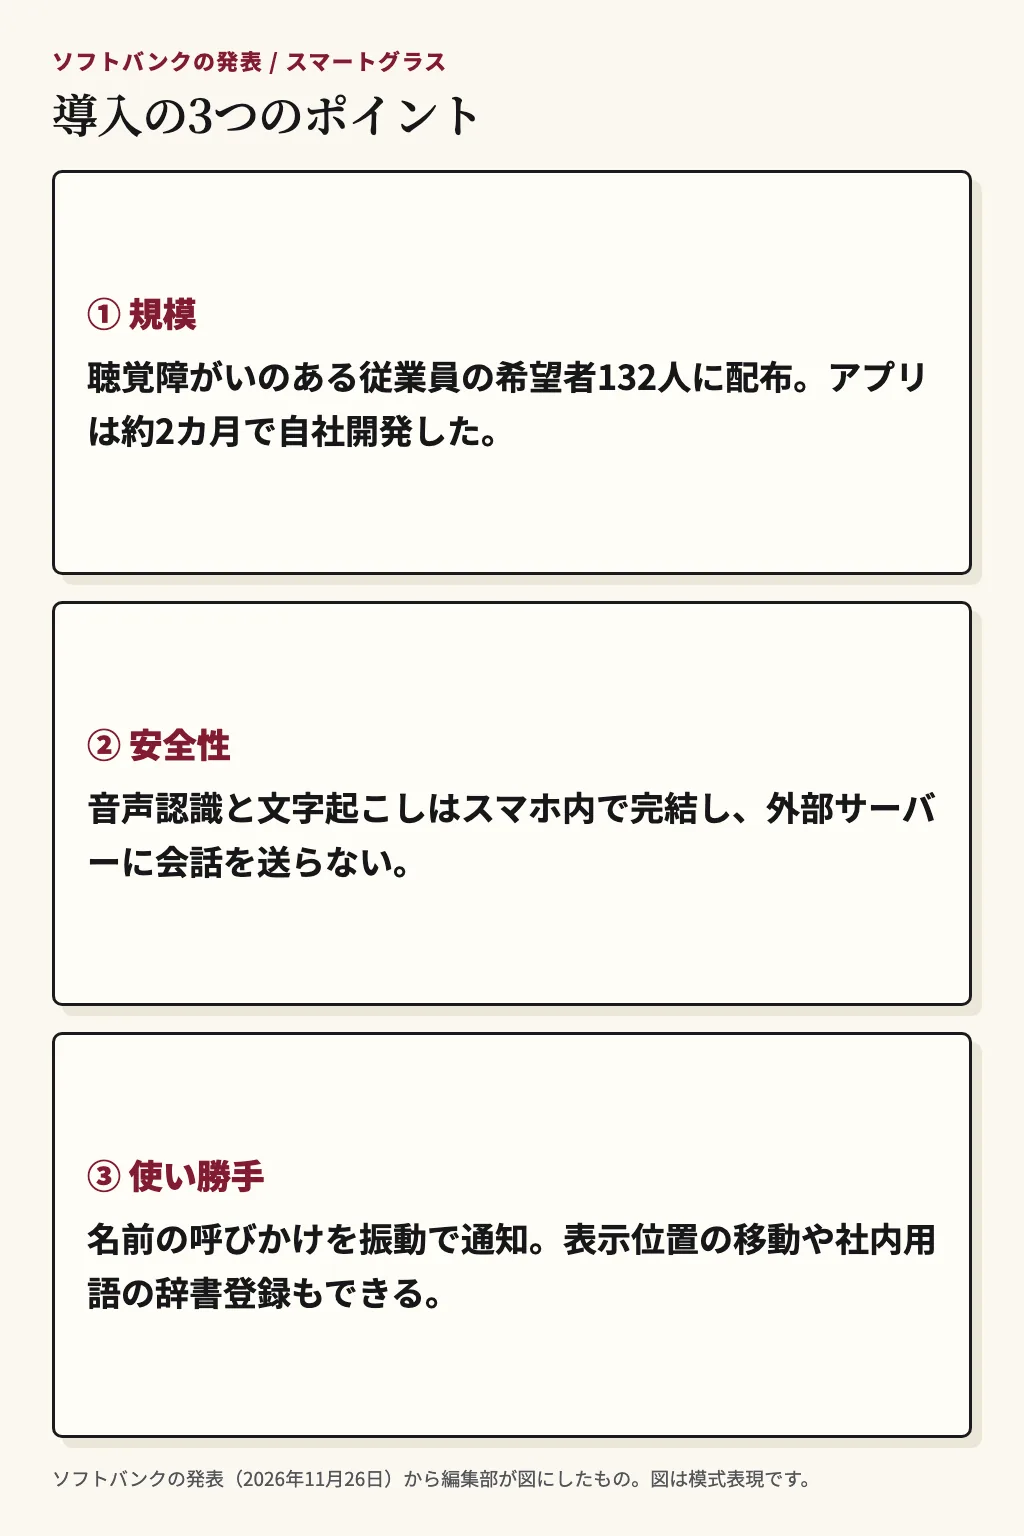 ソフトバンクの発表 / スマートグラス
導入の3つのポイント
① 規模
聴覚障がいのある従業員の希望者132人に配布。アプリ
は約2カ月で自社開発した。
② 安全性
音声認識と文字起こしはスマホ内で完結し、外部サーバ
ーに会話を送らない。
③ 使い勝手
名前の呼びかけを振動で通知。表示位置の移動や社内用
語の辞書登録もできる。
ソフトバンクの発表（2026年11月26日）から編集部が図にしたもの。図は模式表現です。